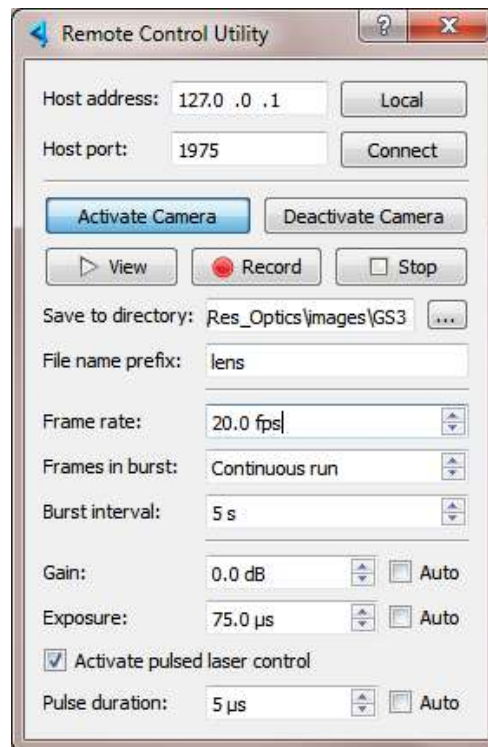 Remote Control Utility
Host address: 127.0 .0 .1 Local
Host port: 1975 Connect
Activate Camera Deactivate Camera
View Record Stop
Save to directory: Res_Optics\images\GS3 ...
File name prefix: lens
Frame rate: 20.0 fps
Frames in burst: Continuous run
Burst interval: 5 s
Gain: 0.0 dB Auto
Exposure: 75.0 µs Auto
Activate pulsed laser control
Pulse duration: 5 µs Auto